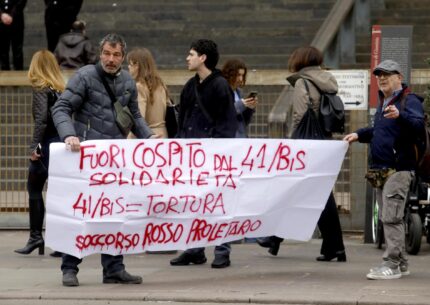 FUORI COSPITO DAL 41/BIS
SOLIDARIETÀ
41/BIS = TORTURA
SOCCORSO ROSSO PROLETARIO